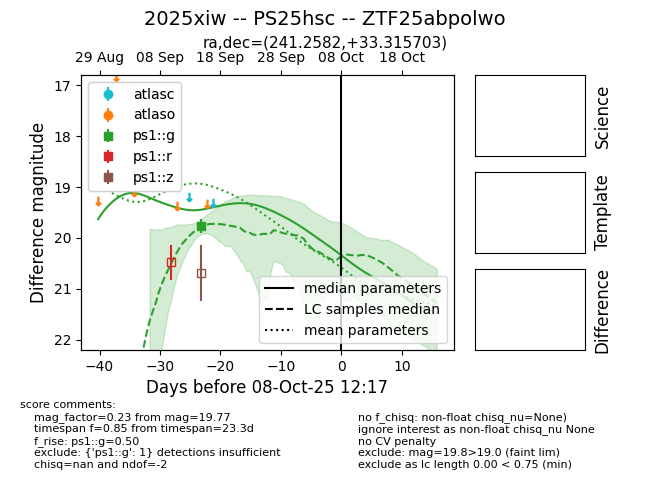 2025xiw -- PS25hsc -- ZTF25abpolwo
ra,dec=(241.2582,+33.315703)
29 Aug 08 Sep 18 Sep 28 Sep 08 Oct 18 Oct
17
18
19
20
21
22
Difference magnitude
atlasc
atlaso
ps1::g
ps1::r
ps1::z
median parameters
LC samples median
mean parameters
−40 −30 −20 −10 0 10
Days before 08-Oct-25 12:17
Science
Template
Difference
score comments:
mag_factor=0.23 from mag=19.77
timespan f=0.85 from timespan=23.3d
f_rise: ps1::g=0.50
exclude: {'ps1::g': 1} detections insufficient
chisq=nan and ndof=-2
no f_chisq: non-float chisq_nu=None)
ignore interest as non-float chisq_nu None
no CV penalty
exclude: mag=19.8>19.0 (faint lim)
exclude as lc length 0.00 < 0.75 (min)